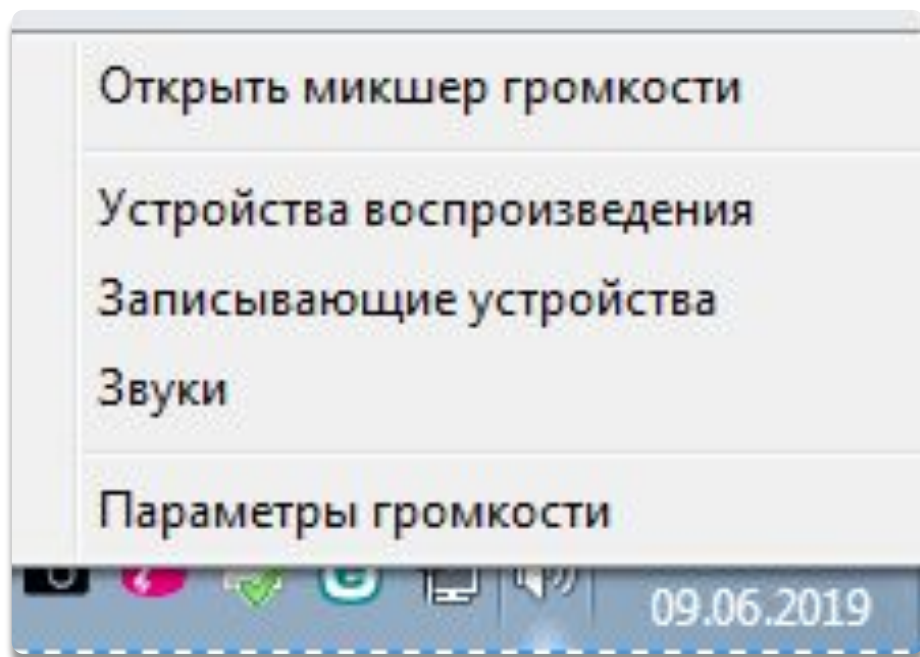 Открыть микшер громкости
Устройства воспроизведения
Записывающие устройства
Звуки
Параметры громкости
09.06.2019